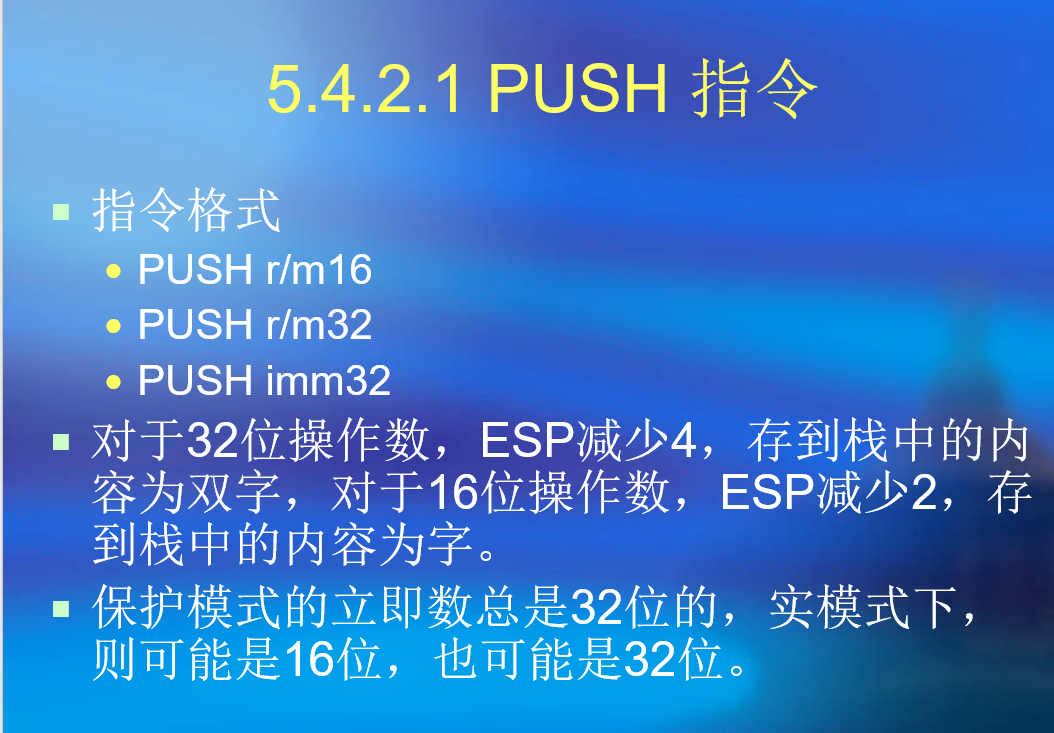 5.4.2.1 PUSH 指令
指令格式
PUSH r/m16
PUSH r/m32
PUSH imm32
对于32位操作数，ESP减少4，存到栈中的内
容为双字，对于16位操作数，ESP减少2，存
到栈中的内容为字。
保护模式的立即数总是32位的，实模式下，
则可能是16位，也可能是32位。